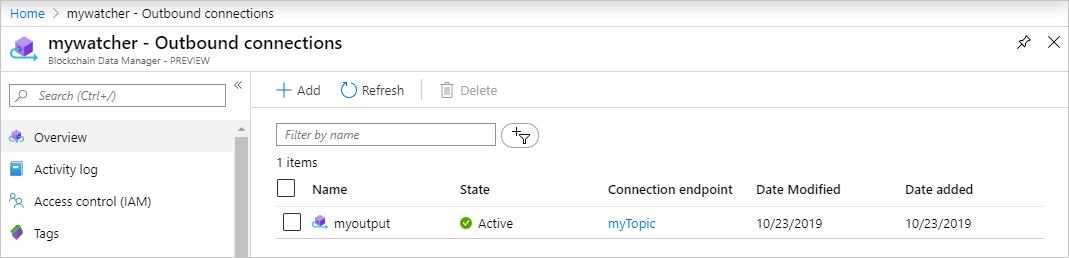 Home > mywatcher - Outbound connections
mywatcher - Outbound connections
Blockchain Data Manager - PREVIEW
Search (Ctrl+/)
«
Overview
Activity log
Access control (IAM)
Tags
Add Refresh Delete
Filter by name
1 items
Name State Connection endpoint Date Modified Date added
myoutput Active myTopic 10/23/2019 10/23/2019